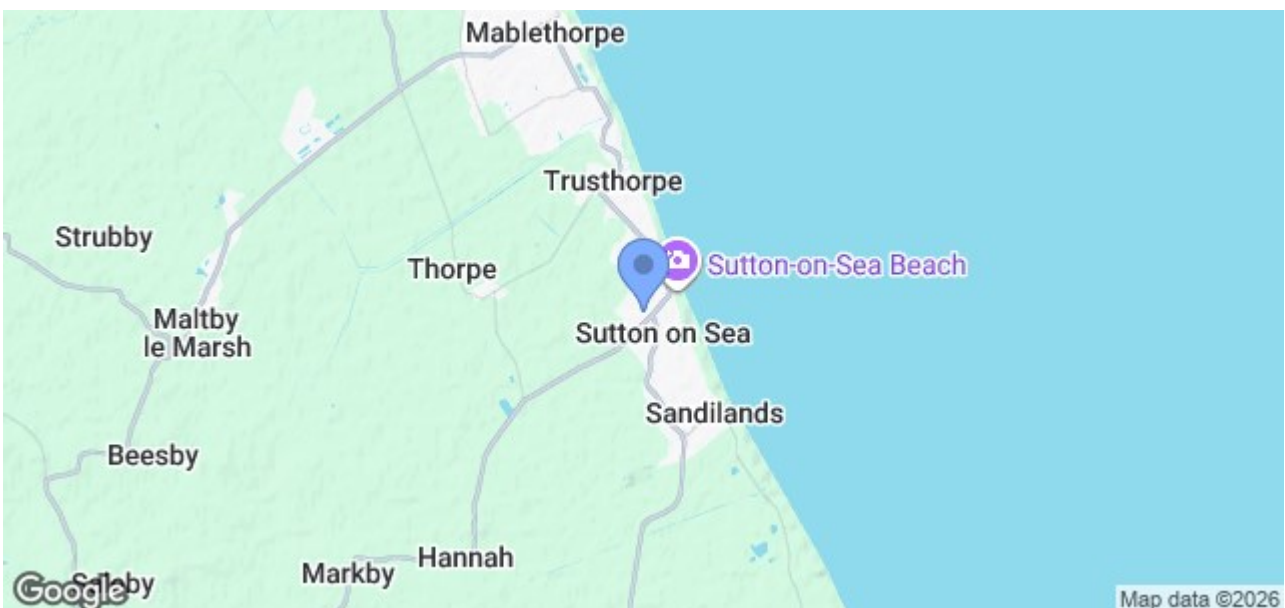 Mablethorpe
Trusthorpe
Strubby
Sutton-on-Sea Beach
Thorpe
Maltby
le Marsh
Sutton on Sea
Sandilands
Beesby
Hannah
Markby
Google
Map data ©2026